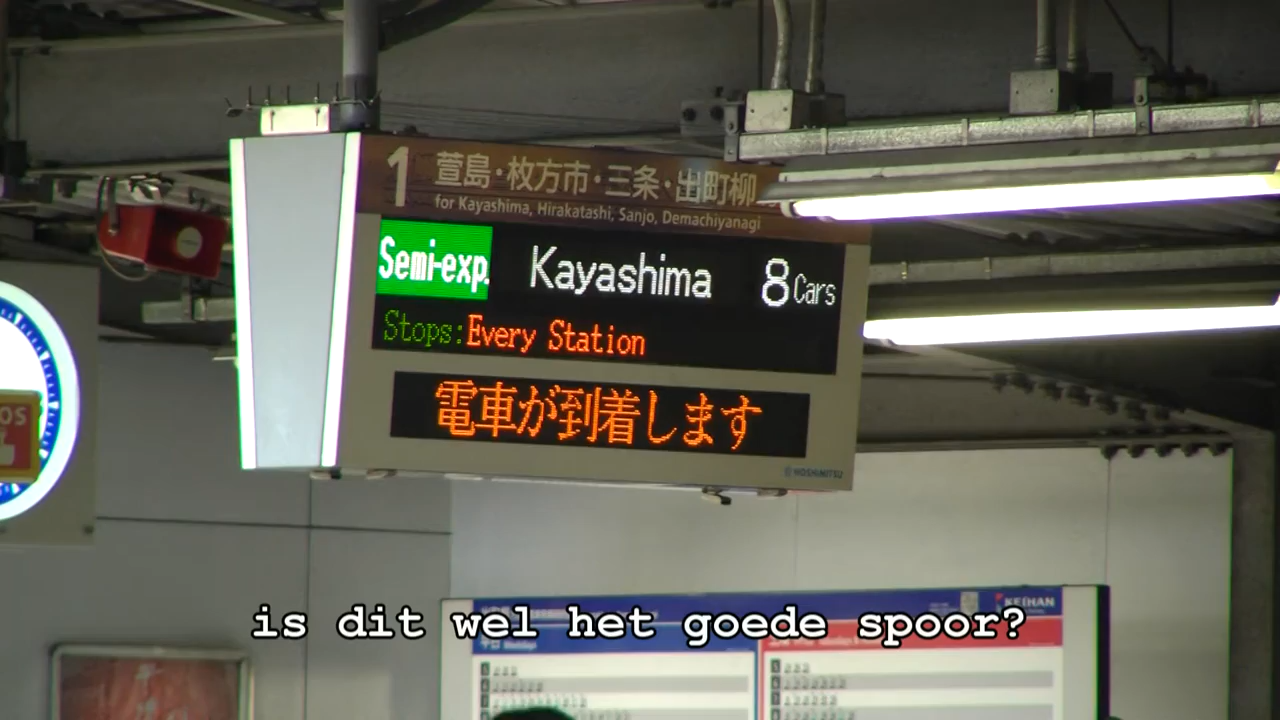 1 萱島・枚方市・三条・出町柳
for Kayashima, Hirakatashi, Sanjo, Demachiyanagi
Semi-exp. Kayashima 8 Cars
Stops: Every Station
電車が到着します
HOSHIMITSU
OS
KEIHAN
is dit wel het goede spoor?